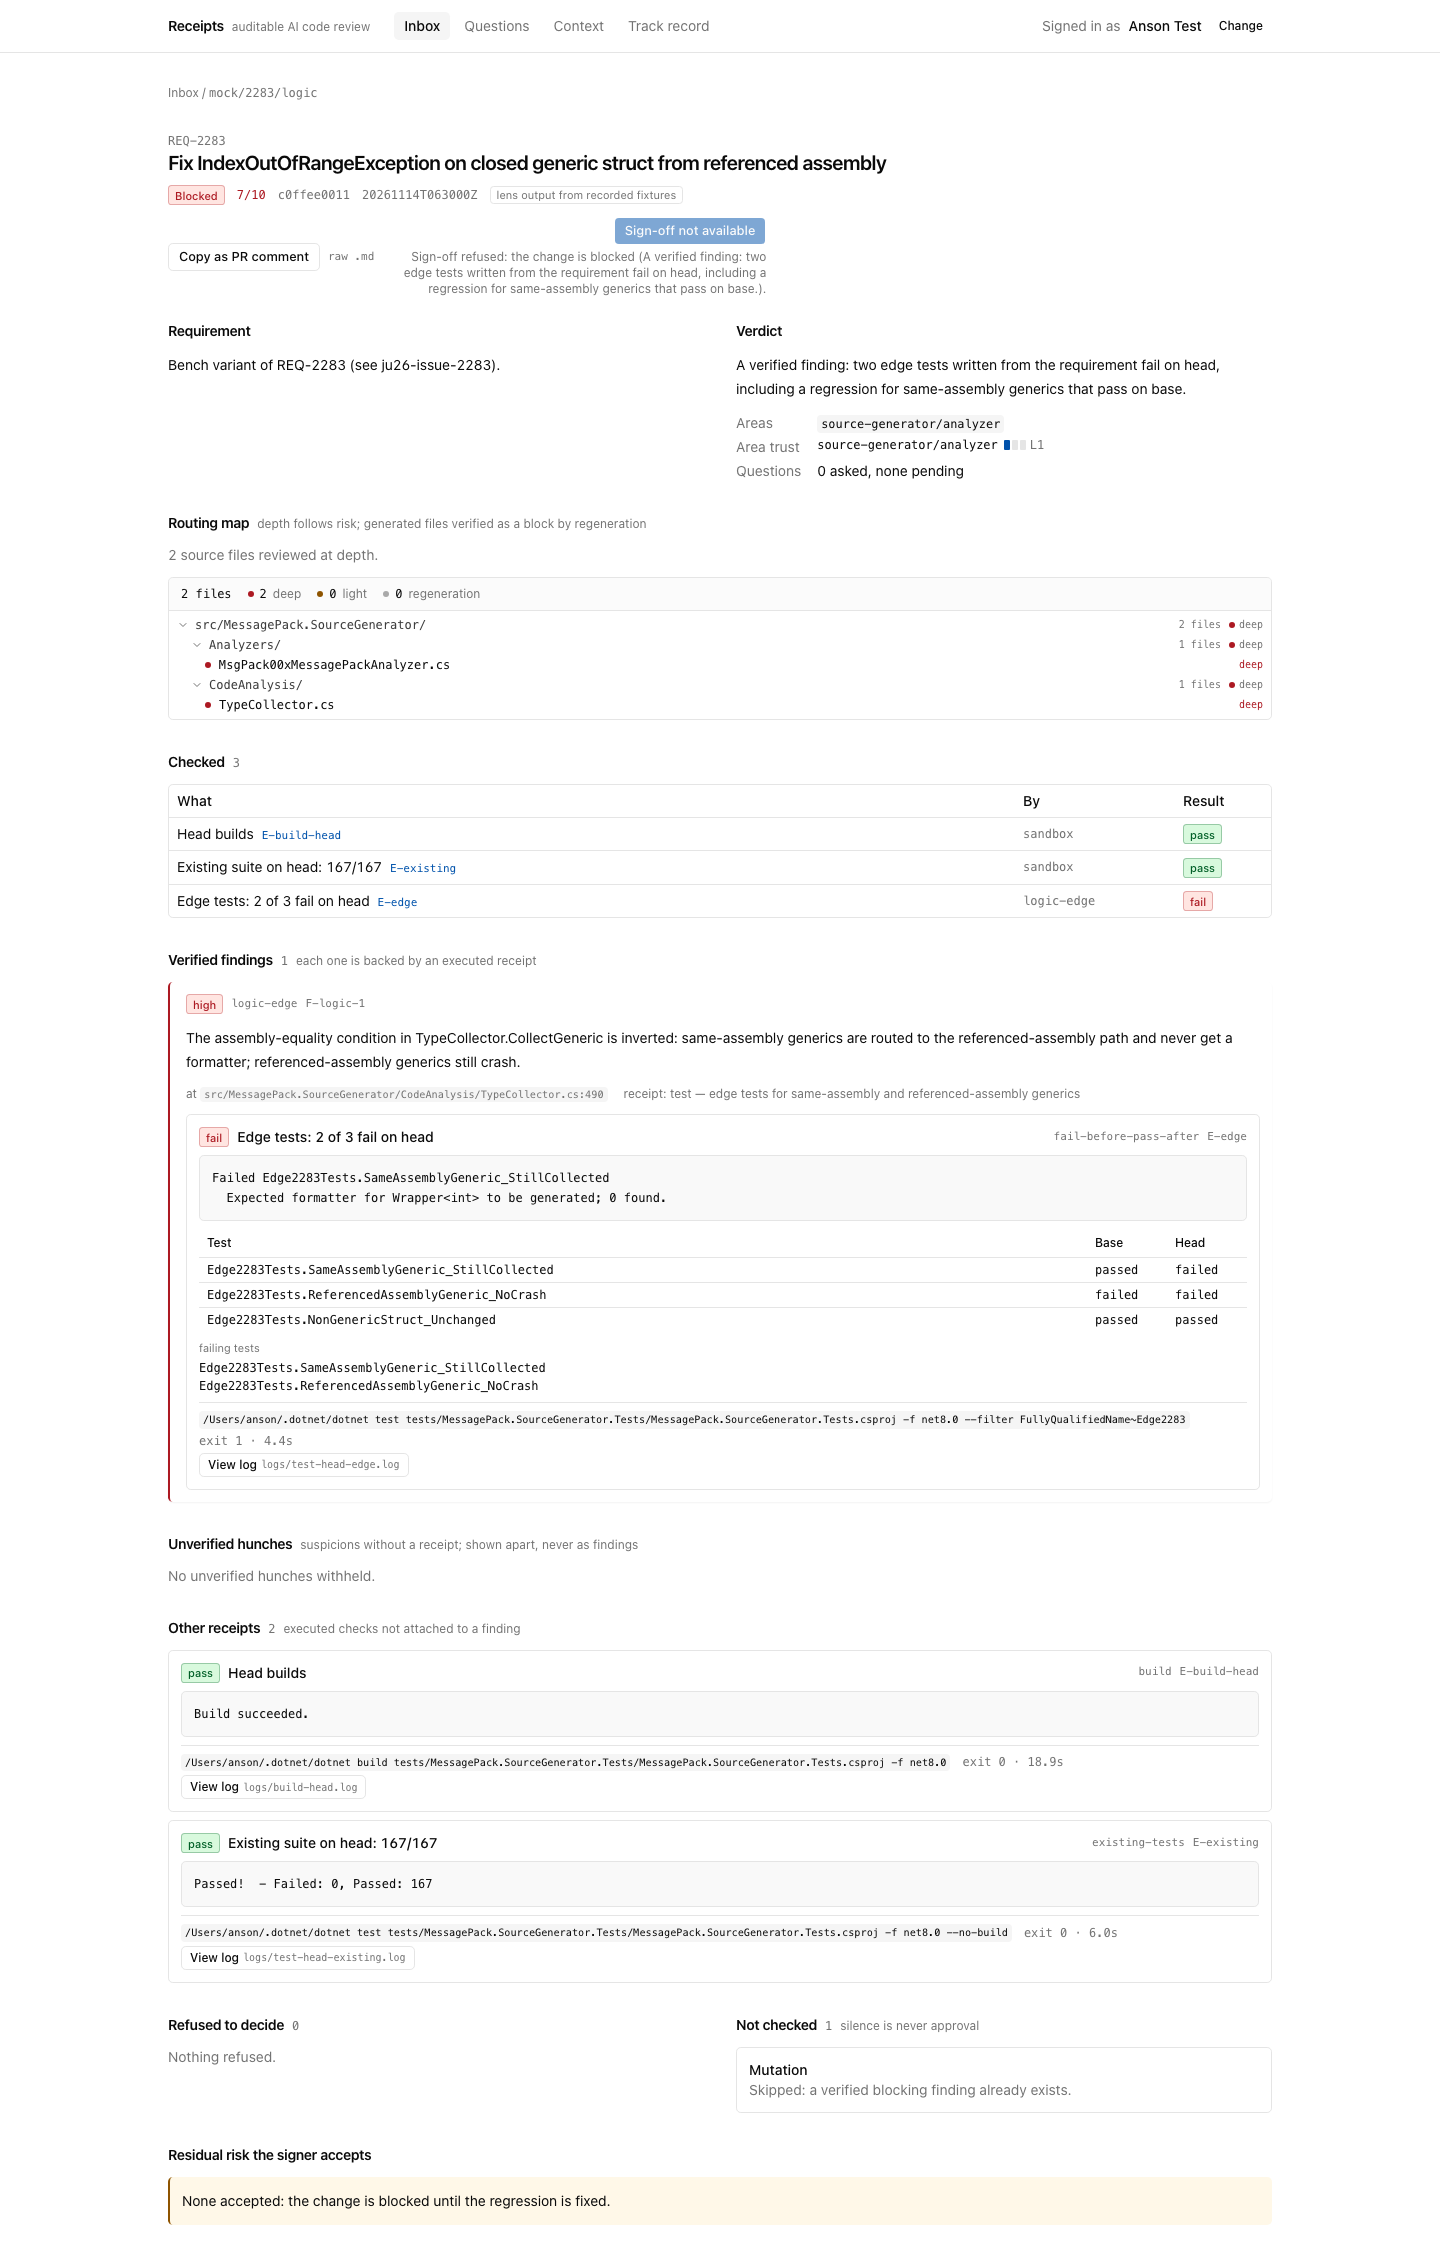 Receipts auditable AI code review Inbox Questions Context Track record Signed in as Anson Test Change
Inbox / mock/2283/logic
REQ-2283
Fix IndexOutOfRangeException on closed generic struct from referenced assembly
Blocked 7/10 c0ffee0011 20261114T063000Z lens output from recorded fixtures
Sign-off not available
Copy as PR comment raw .md
Sign-off refused: the change is blocked (A verified finding: two
edge tests written from the requirement fail on head, including a
regression for same-assembly generics that pass on base.).
Requirement
Bench variant of REQ-2283 (see ju26-issue-2283).
Verdict
A verified finding: two edge tests written from the requirement fail on head,
including a regression for same-assembly generics that pass on base.
Areas source-generator/analyzer
Area trust source-generator/analyzer L1
Questions 0 asked, none pending
Routing map depth follows risk; generated files verified as a block by regeneration
2 source files reviewed at depth.
2 files 2 deep 0 light 0 regeneration
src/MessagePack.SourceGenerator/ 2 files deep
Analyzers/ 1 files deep
MsgPack00xMessagePackAnalyzer.cs deep
CodeAnalysis/ 1 files deep
TypeCollector.cs deep
Checked 3
What By Result
Head builds E-build-head sandbox pass
Existing suite on head: 167/167 E-existing sandbox pass
Edge tests: 2 of 3 fail on head E-edge logic-edge fail
Verified findings 1 each one is backed by an executed receipt
high logic-edge F-logic-1
The assembly-equality condition in TypeCollector.CollectGeneric is inverted: same-assembly generics are routed to the referenced-assembly path and never get a
formatter; referenced-assembly generics still crash.
at src/MessagePack.SourceGenerator/CodeAnalysis/TypeCollector.cs:490 receipt: test — edge tests for same-assembly and referenced-assembly generics
fail Edge tests: 2 of 3 fail on head fail-before-pass-after E-edge
Failed Edge2283Tests.SameAssemblyGeneric_StillCollected
Expected formatter for Wrapper<int> to be generated; 0 found.
Test Base Head
Edge2283Tests.SameAssemblyGeneric_StillCollected passed failed
Edge2283Tests.ReferencedAssemblyGeneric_NoCrash failed failed
Edge2283Tests.NonGenericStruct_Unchanged passed passed
failing tests
Edge2283Tests.SameAssemblyGeneric_StillCollected
Edge2283Tests.ReferencedAssemblyGeneric_NoCrash
/Users/anson/.dotnet/dotnet test tests/MessagePack.SourceGenerator.Tests/MessagePack.SourceGenerator.Tests.csproj -f net8.0 --filter FullyQualifiedName~Edge2283
exit 1 · 4.4s
View log logs/test-head-edge.log
Unverified hunches suspicions without a receipt; shown apart, never as findings
No unverified hunches withheld.
Other receipts 2 executed checks not attached to a finding
pass Head builds build E-build-head
Build succeeded.
/Users/anson/.dotnet/dotnet build tests/MessagePack.SourceGenerator.Tests/MessagePack.SourceGenerator.Tests.csproj -f net8.0 exit 0 · 18.9s
View log logs/build-head.log
pass Existing suite on head: 167/167 existing-tests E-existing
Passed!  - Failed: 0, Passed: 167
/Users/anson/.dotnet/dotnet test tests/MessagePack.SourceGenerator.Tests/MessagePack.SourceGenerator.Tests.csproj -f net8.0 --no-build exit 0 · 6.0s
View log logs/test-head-existing.log
Refused to decide 0
Nothing refused.
Not checked 1 silence is never approval
Mutation
Skipped: a verified blocking finding already exists.
Residual risk the signer accepts
None accepted: the change is blocked until the regression is fixed.